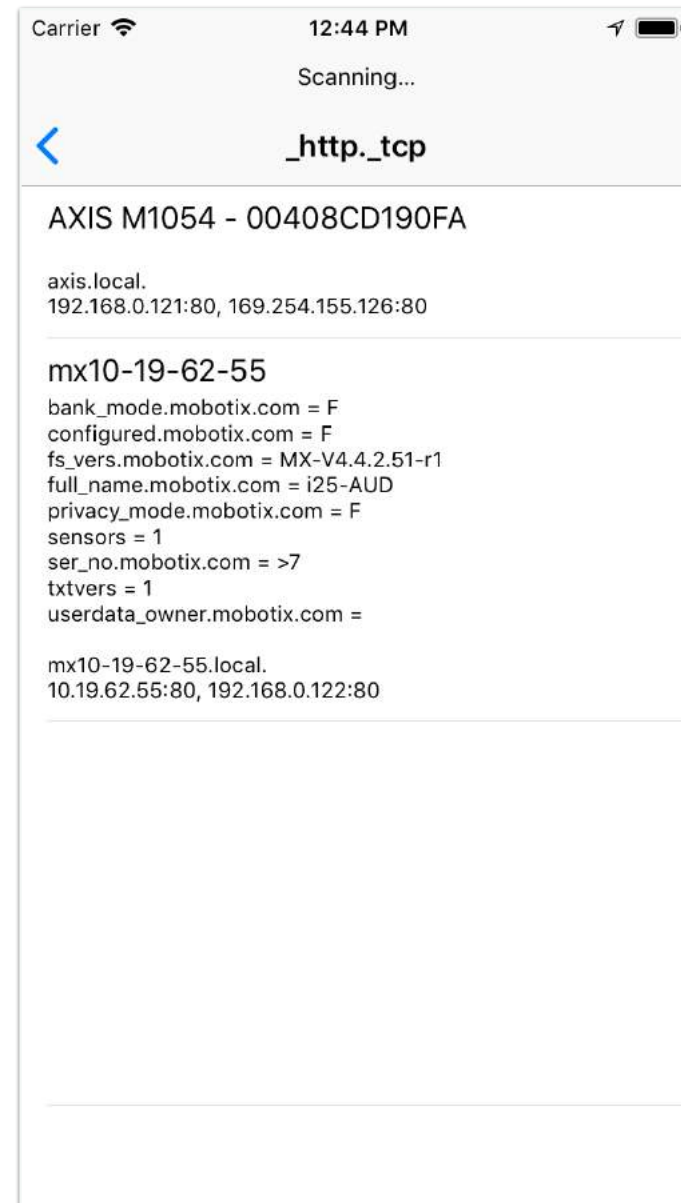 Carrier
12:44 PM
Scanning...
_http._tcp
AXIS M1054 - 00408CD190FA
axis.local.
192.168.0.121:80, 169.254.155.126:80
mx10-19-62-55
bank_mode.mobotix.com = F
configured.mobotix.com = F
fs_vers.mobotix.com = MX-V4.4.2.51-r1
full_name.mobotix.com = i25-AUD
privacy_mode.mobotix.com = F
sensors = 1
ser_no.mobotix.com = >7
txtvers = 1
userdata_owner.mobotix.com =
mx10-19-62-55.local.
10.19.62.55:80, 192.168.0.122:80